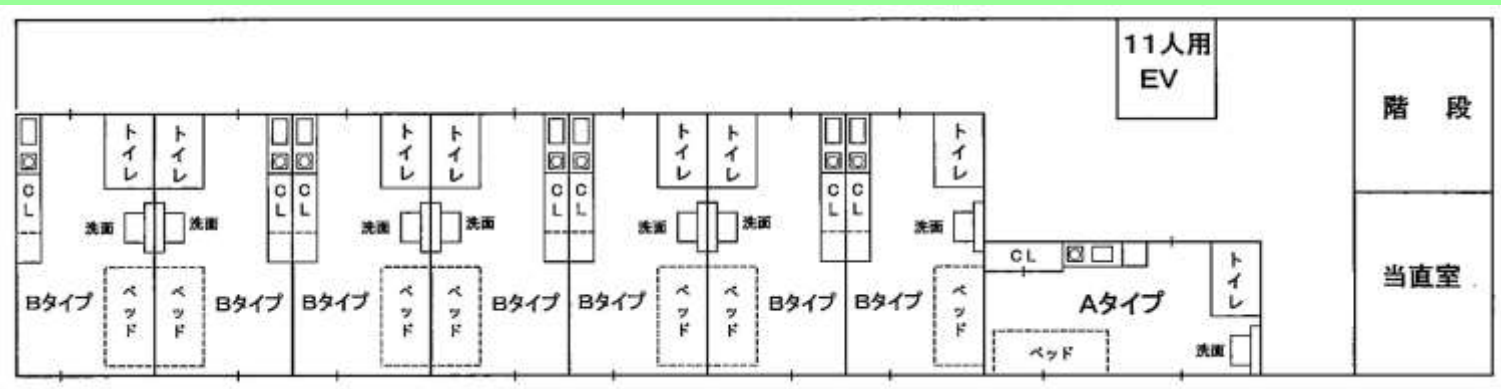 11人用
EV
階 段
トイレ
トイレ
トイレ
トイレ
トイレ
トイレ
トイレ
CL
CL
CL
CL
CL
CL
CL
洗面
洗面
洗面
洗面
洗面
洗面
洗面
CL
トイレ
当直室
Bタイプ
ベッド
ベッド
Bタイプ
Bタイプ
ベッド
ベッド
Bタイプ
Bタイプ
ベッド
ベッド
Bタイプ
Bタイプ
ベッド
Aタイプ
ベッド
洗面